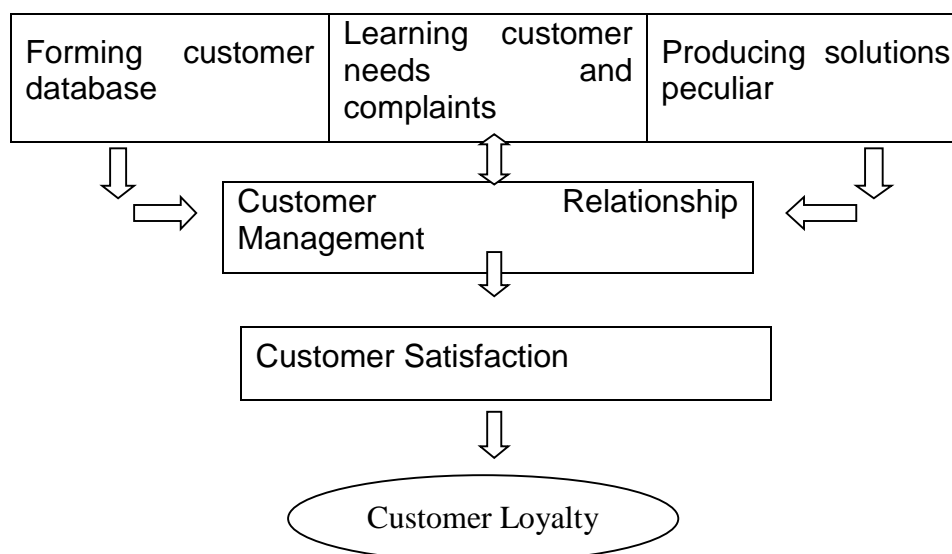 Forming customer
database
Learning customer
needs and
complaints
Producing solutions
peculiar
Customer Relationship
Management
Customer Satisfaction
Customer Loyalty